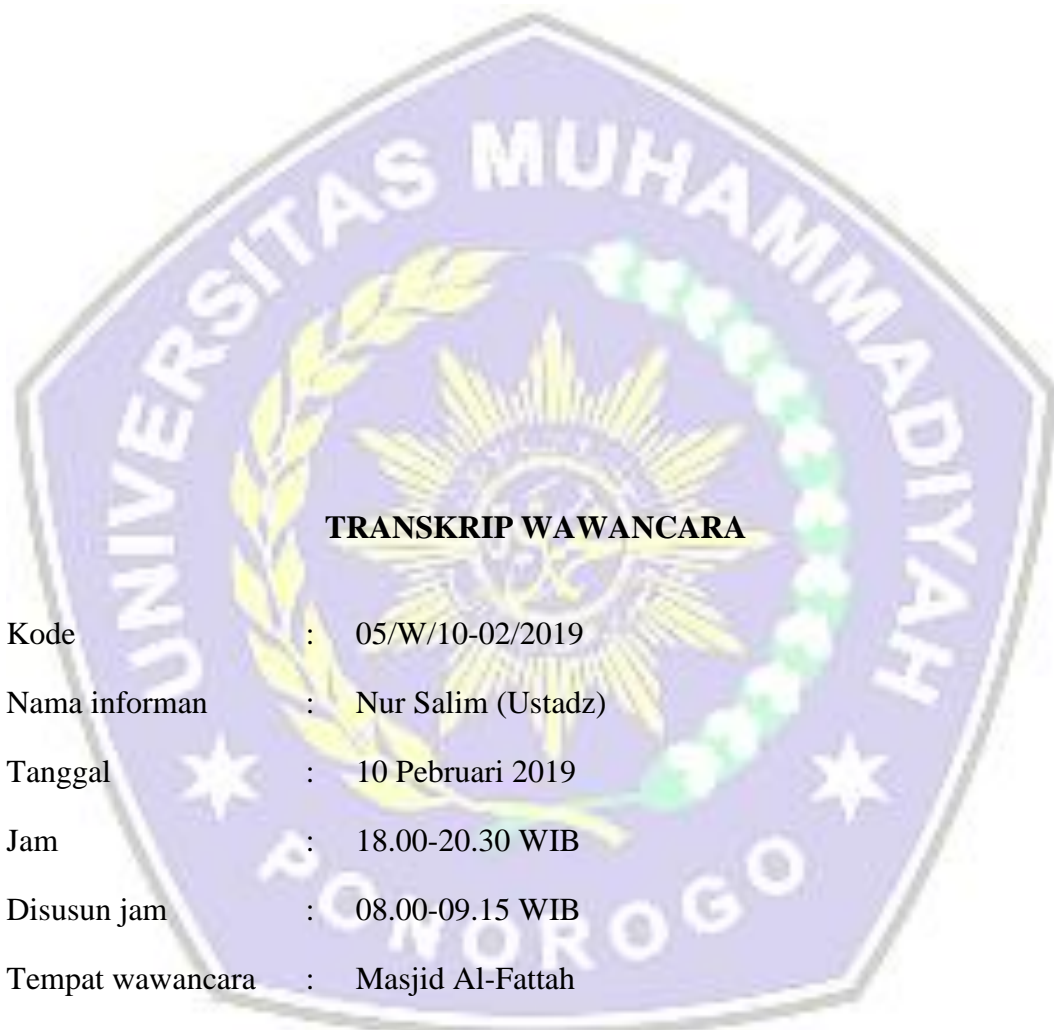 UNIVERSITAS MUHAMMADIYAH
PONOROGO
TRANSKRIP WAWANCARA
Kode : 05/W/10-02/2019
Nama informan : Nur Salim (Ustadz)
Tanggal : 10 Pebruari 2019
Jam : 18.00-20.30 WIB
Disusun jam : 08.00-09.15 WIB
Tempat wawancara : Masjid Al-Fattah